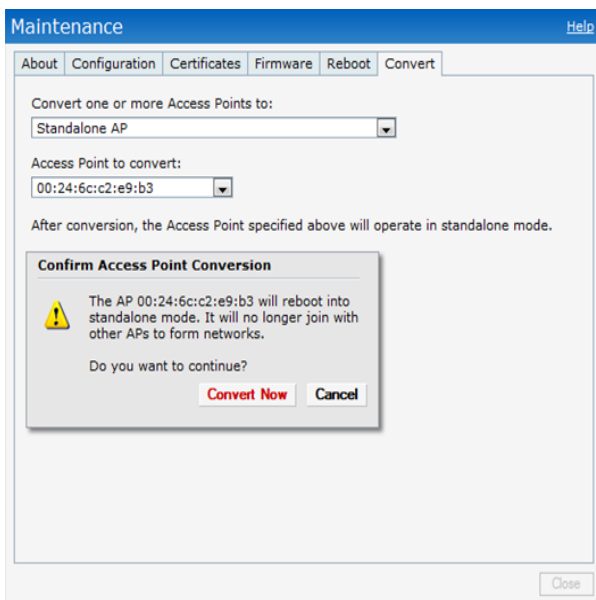 Maintenance
Help
About Configuration Certificates Firmware Reboot Convert
Convert one or more Access Points to:
Standalone AP
Access Point to convert:
00:24:6c:c2:e9:b3
After conversion, the Access Point specified above will operate in standalone mode.
Confirm Access Point Conversion
The AP 00:24:6c:c2:e9:b3 will reboot into
standalone mode. It will no longer join with
other APs to form networks.
Do you want to continue?
Convert Now Cancel
Close